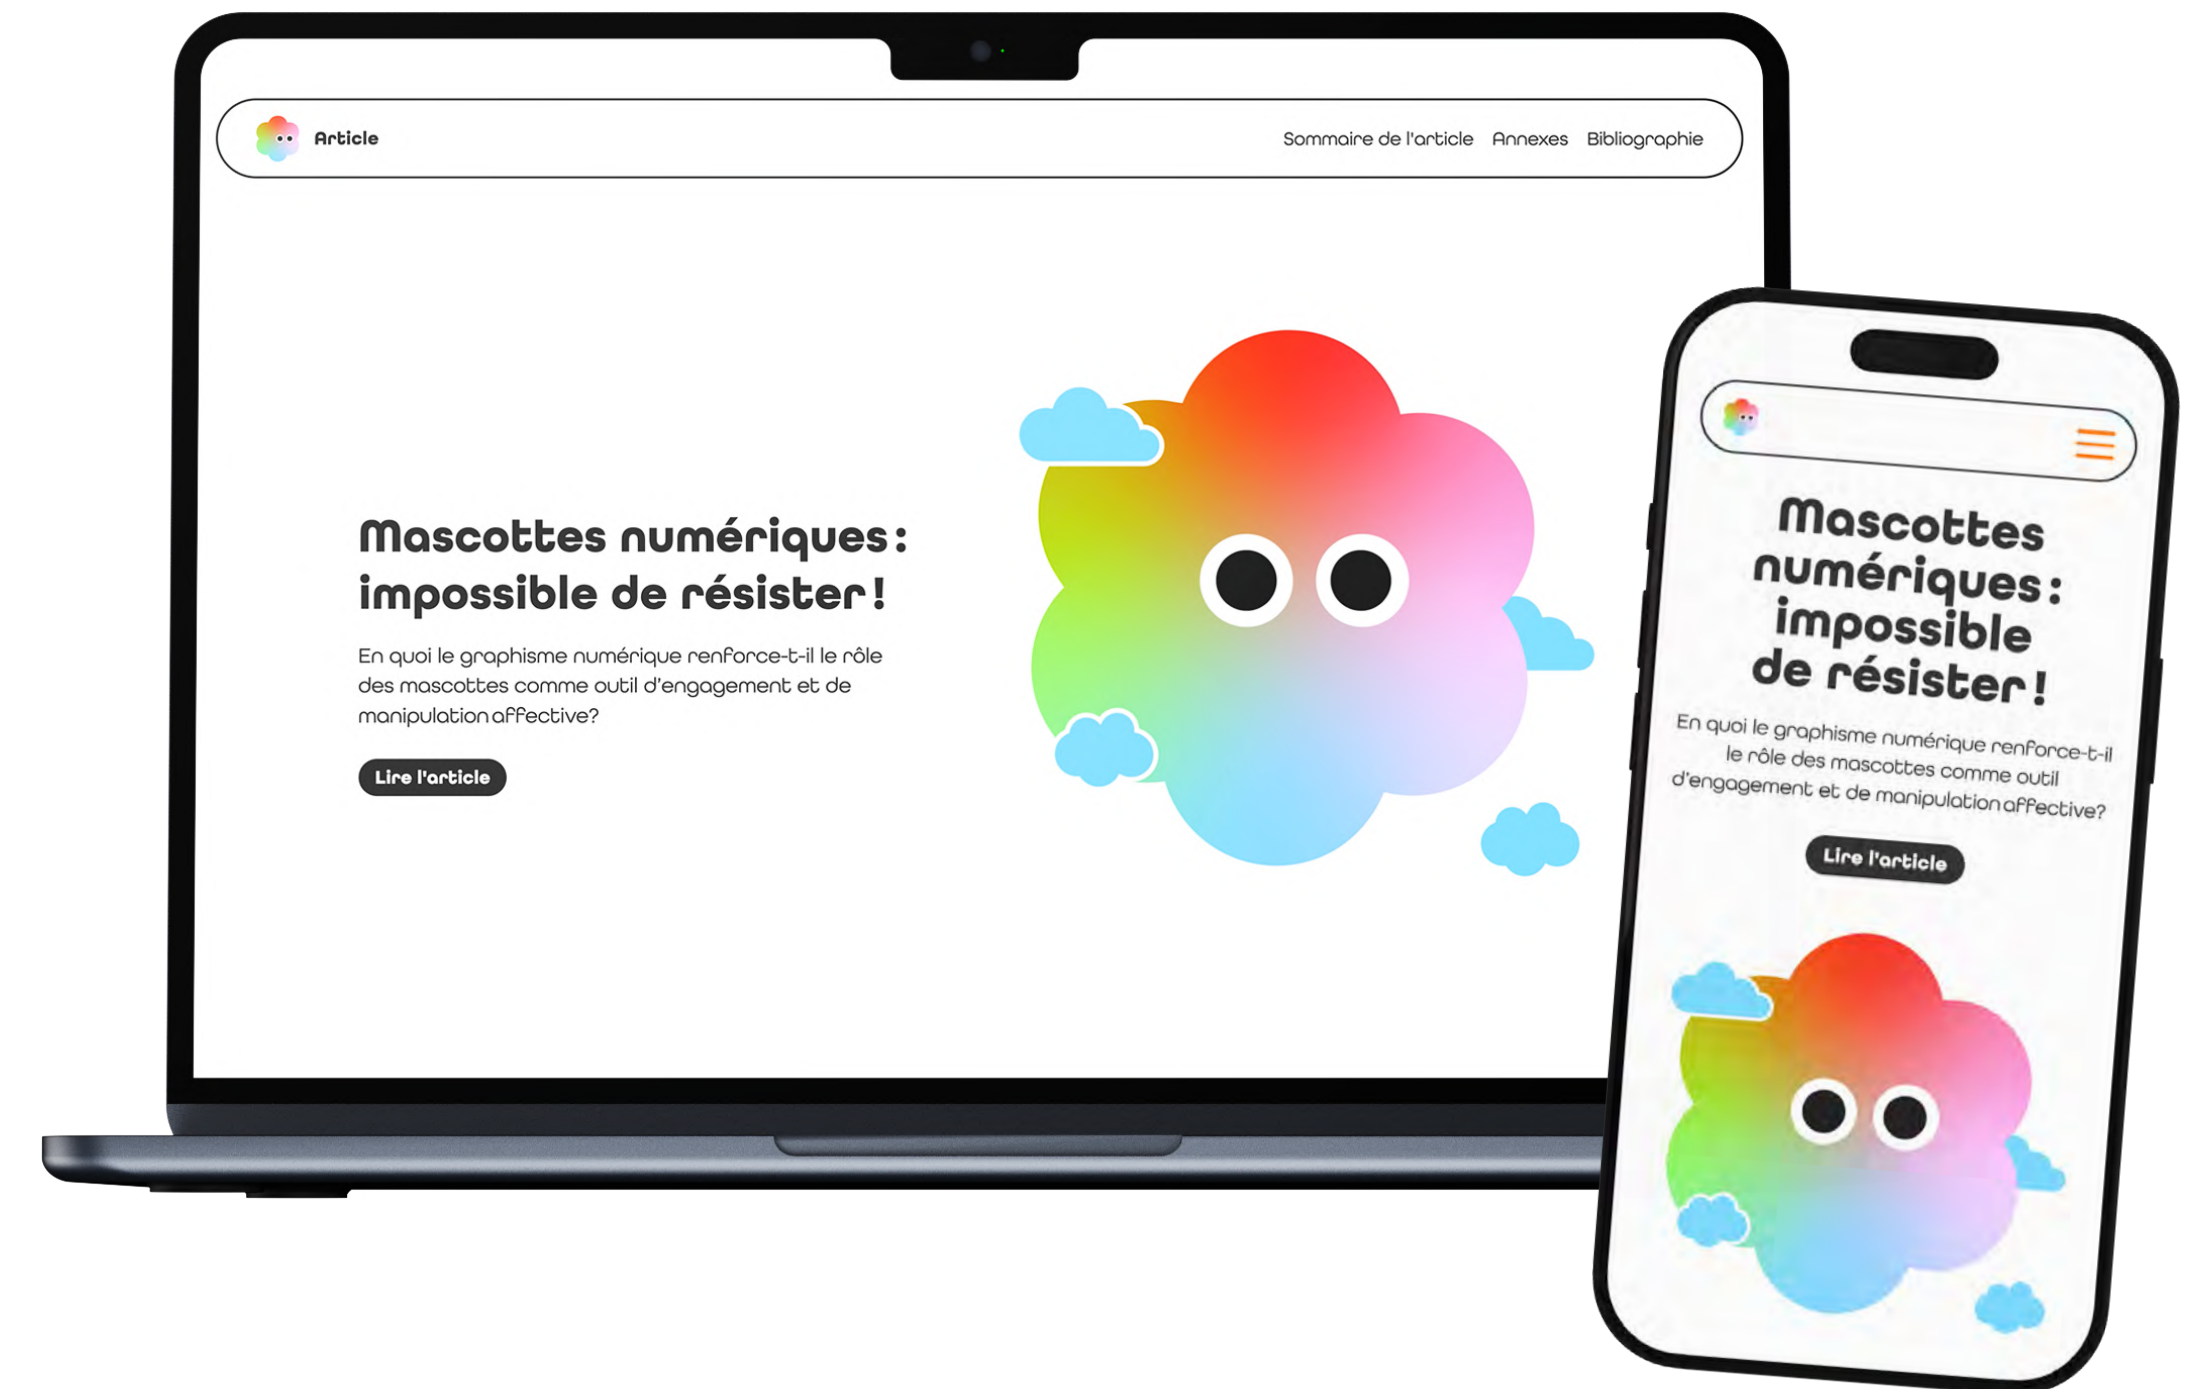 Article
Sommaire de l'article Annexes Bibliographie
Mascottes numériques :
impossible de résister !
En quoi le graphisme numérique renforce-t-il le rôle
des mascottes comme outil d'engagement et de
manipulation affective?
Lire l'article
Mascottes
numériques :
impossible
de résister !
En quoi le graphisme numérique renforce-t-il
le rôle des mascottes comme outil
d'engagement et de manipulation affective?
Lire l'article